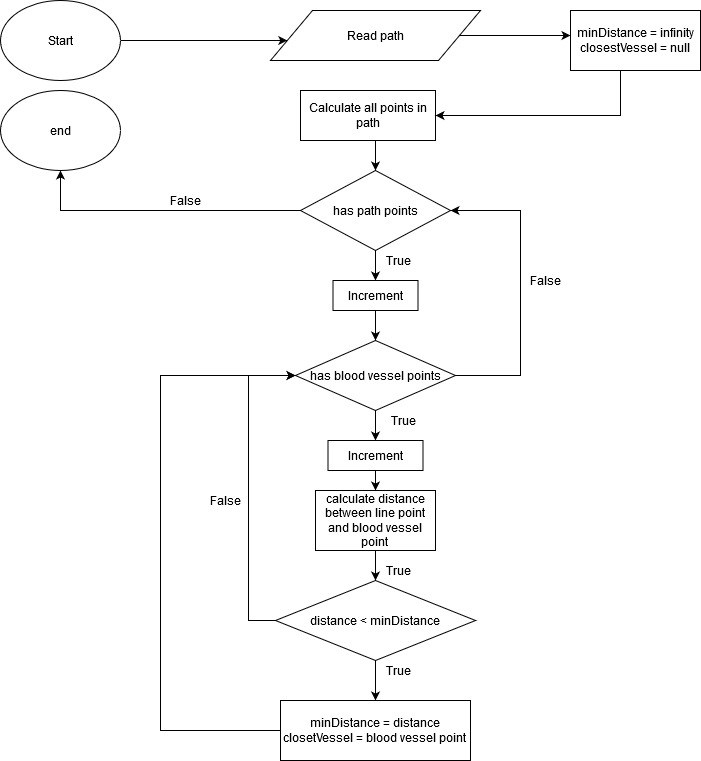 Start
Read path
minDistance = infinity
closestVessel = null
Calculate all points in
path
end
False
has path points
True
Increment
False
has blood vessel points
True
Increment
False
calculate distance
between line point
and blood vessel
point
True
distance < minDistance
True
minDistance = distance
closetVessel = blood vessel point